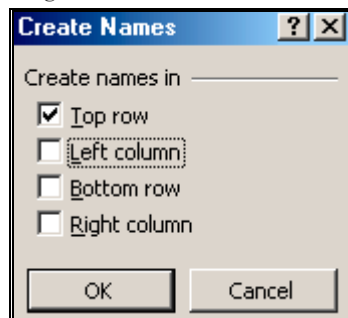 Create Names
Create names in
Top row
Left column
Bottom row
Right column
OK Cancel